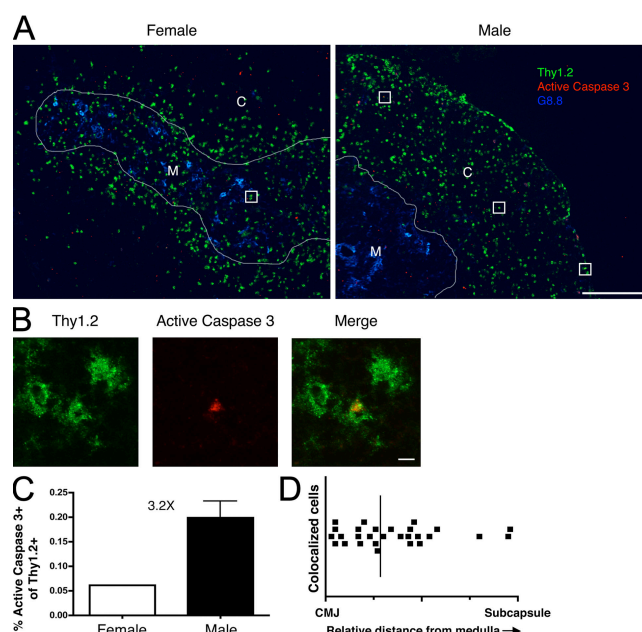 A
Female
Male
Thy1.2
Active Caspase 3
G8.8
C
M
C
M
B
Thy1.2
Active Caspase 3
Merge
C
% Active Caspase 3+
of Thy1.2+
0.25
0.20
0.15
0.10
0.05
0.00
3.2X
Female
Male
D
Colocalized cells
CMJ
Subcapsule
Relative distance from medulla